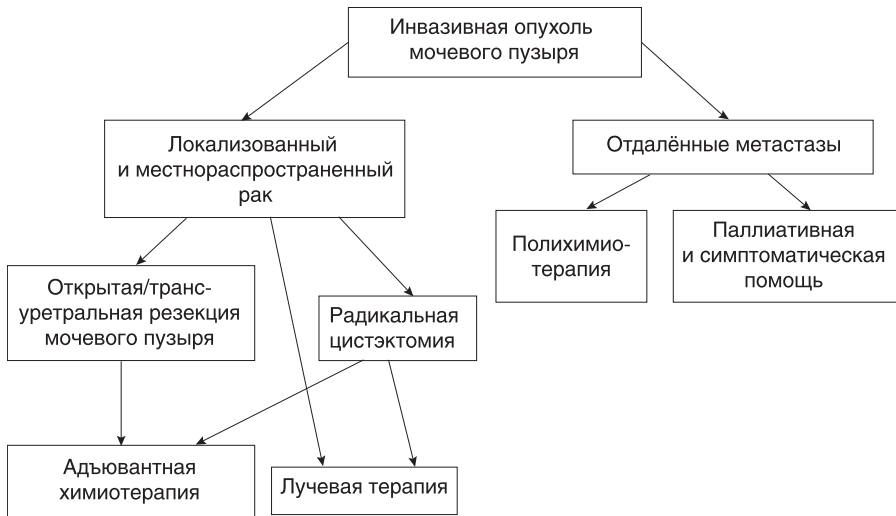 Инвазивная опухоль
мочевого пузыря
Локализованный
и местнораспространенный
рак
Отдалённые метастазы
Полихимио-
терапия
Паллиативная
и симптоматическая
помощь
Открытая/транс-
уретральная резекция
мочевого пузыря
Радикальная
цистэктомия
Адъювантная
химиотерапия
Лучевая терапия